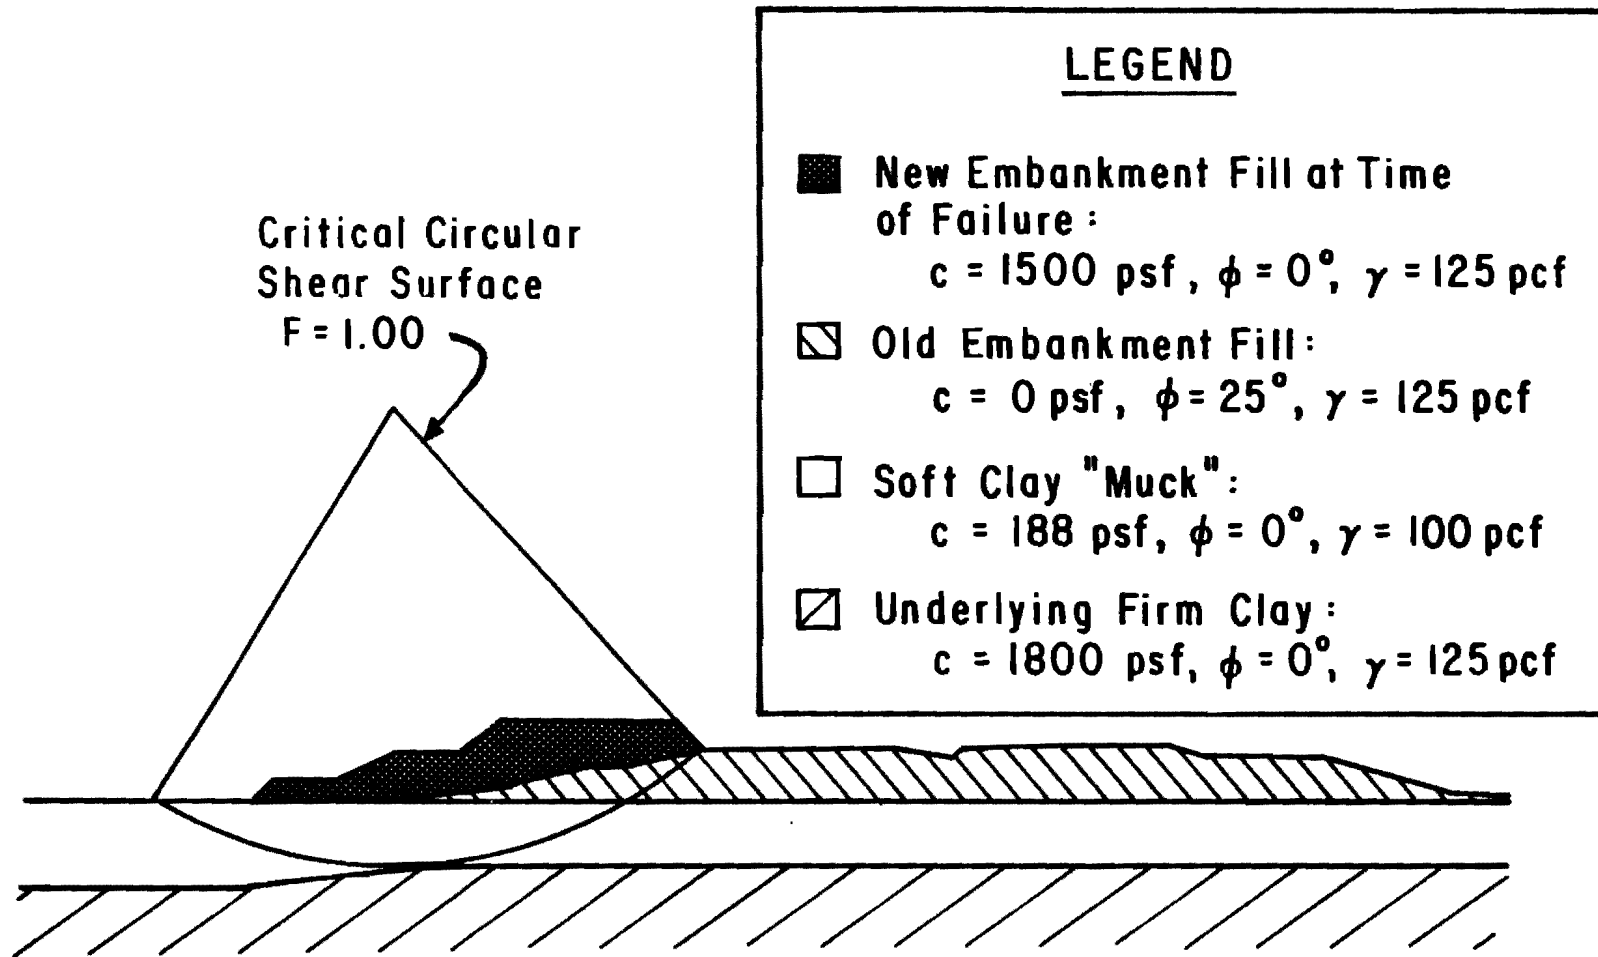 LEGEND
New Embankment Fill at Time
of Failure :
c = 1500 psf , ϕ = 0°, γ = 125 pcf
Old Embankment Fill :
c = 0 psf, ϕ = 25°, γ = 125 pcf
Soft Clay "Muck" :
c = 188 psf, ϕ = 0°, γ = 100 pcf
Underlying Firm Clay :
c = 1800 psf, ϕ = 0°, γ = 125 pcf
Critical Circular
Shear Surface
F = 1.00